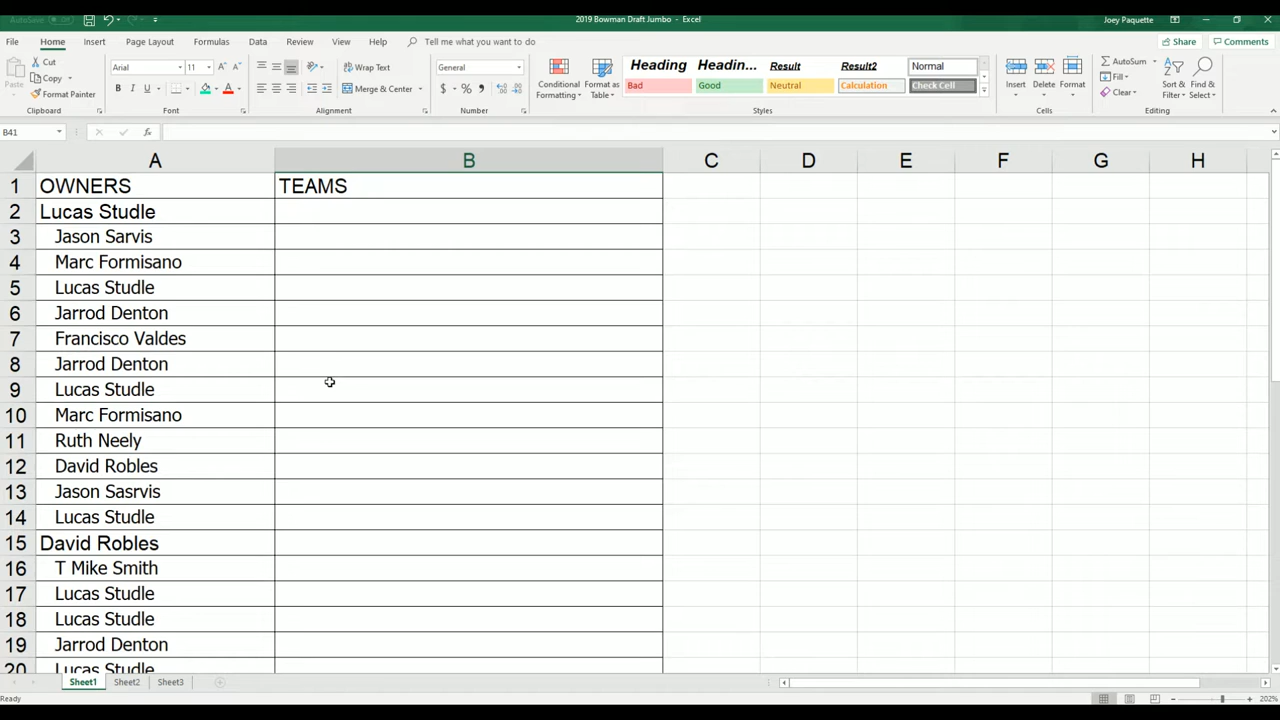 AutoSave
2019 Bowman Draft Jumbo - Excel
Joey Paquette
File Home Insert Page Layout Formulas Data Review View Help Tell me what you want to do Share Comments
Paste Cut Copy Format Painter Clipboard
Arial 11 Font
Wrap Text Merge & Center Alignment
General Number
Conditional Formatting Format as Table
Heading Headin... Result Result2 Normal
Bad Good Neutral Calculation Check Cell
Styles
Insert Delete Format Cells
AutoSum Fill Clear Sort & Filter Find & Select Editing
B41
A B C D E F G H
1 OWNERS TEAMS
2 Lucas Studle
3 Jason Sarvis
4 Marc Formisano
5 Lucas Studle
6 Jarrod Denton
7 Francisco Valdes
8 Jarrod Denton
9 Lucas Studle
10 Marc Formisano
11 Ruth Neely
12 David Robles
13 Jason Sasrvis
14 Lucas Studle
15 David Robles
16 T Mike Smith
17 Lucas Studle
18 Lucas Studle
19 Jarrod Denton
20 Lucas Studle
Sheet1 Sheet2 Sheet3
Ready 202%